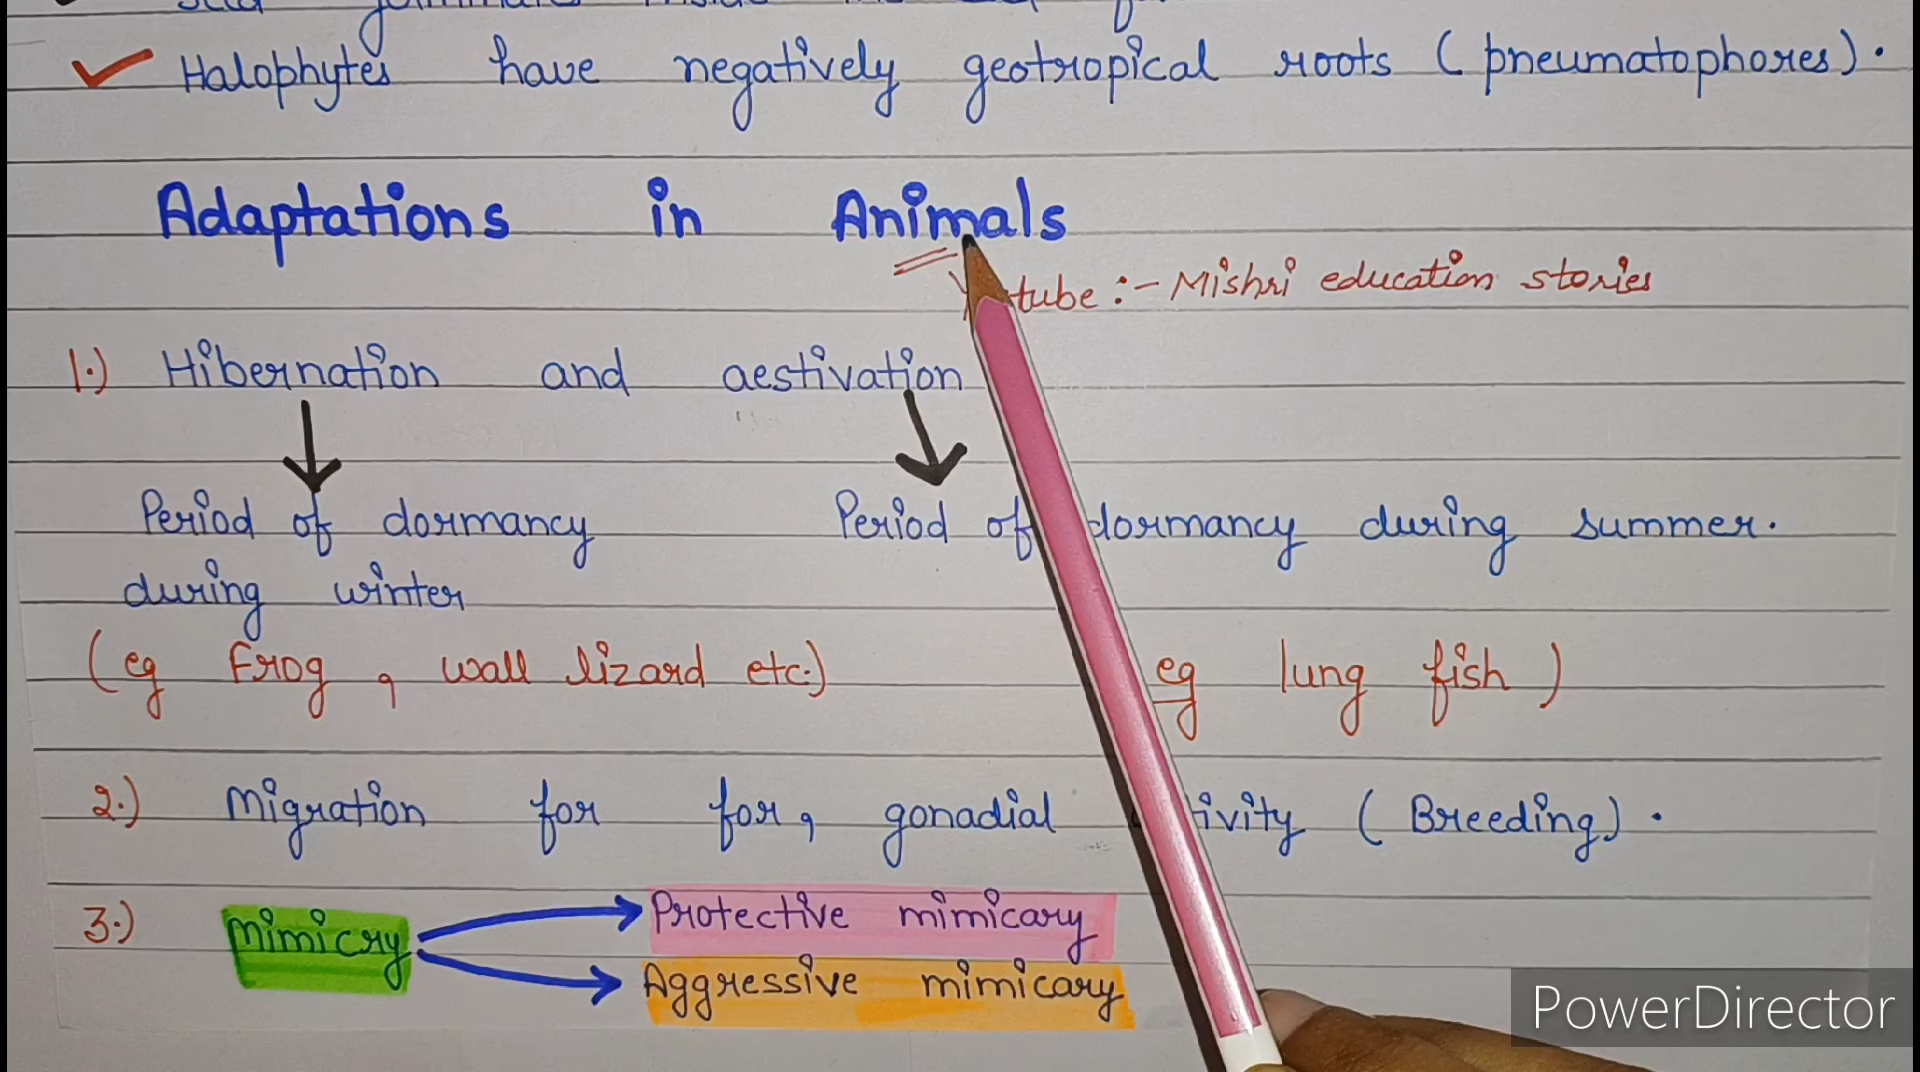 Halophytes have negatively geotropical roots (pneumatophores).
Adaptations in Animals
tube :- Mishri education stories
1.) Hibernation and aestivation
Period of dormancy Period of dormancy during summer.
during winter
(eg Frog, wall lizard etc.) eg lung fish)
2.) Migration for for, gonadial tivity (Breeding).
3.) Mimicry Protective mimicary
Aggressive mimicary
PowerDirector